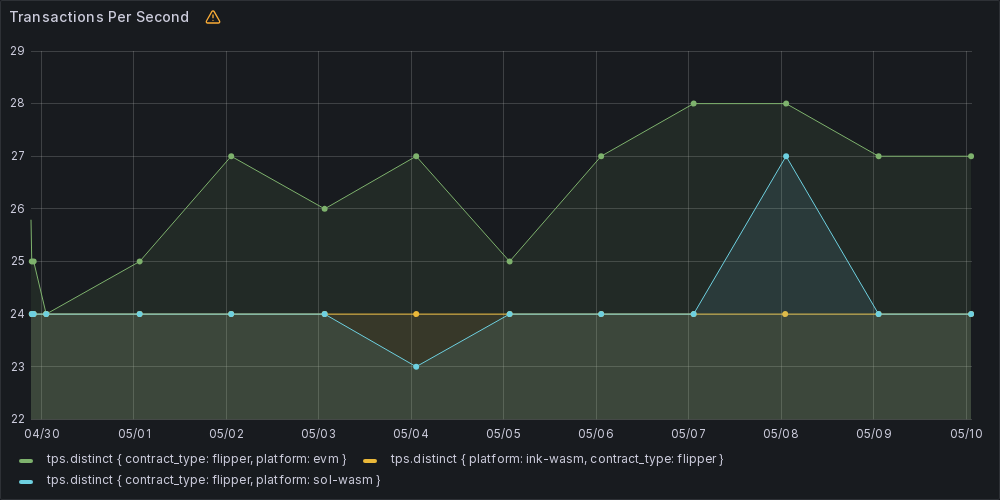 Transactions Per Second
29
28
27
26
25
24
23
22
04/30 05/01 05/02 05/03 05/04 05/05 05/06 05/07 05/08 05/09 05/10
tps.distinct { contract_type: flipper, platform: evm } tps.distinct { platform: ink-wasm, contract_type: flipper }
tps.distinct { contract_type: flipper, platform: sol-wasm }